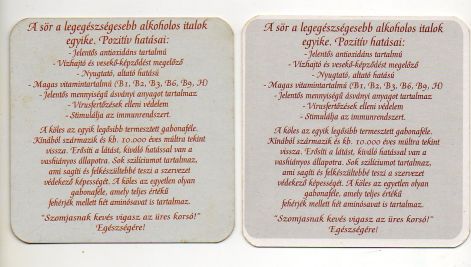 A sör a legegészségesebb alkoholos italok
egyike. Pozitív hatásai:
- Jelentős antioxidáns tartalmú
- Vízhajtó és vesekő-képződést megelőző
- Nyugtató, altató hatású
- Magas vitamintartalmú (B1, B2, B3, B6, B9, H)
- Jelentős mennyiségű ásványi anyagot tartalmaz
- Vírusfertőzések elleni védelem
- Stimulálja az immunrendszert.
A köles az egyik legősibb termesztett gabonaféle.
Kínából származik és kb. 10.000 éves múltra tekint
vissza. Erősíti a látást, kiváló hatással van a
vashiányos állapotra. Sok szilíciumot tartalmaz,
ami segíti és felkészültebbé teszi a szervezet
védekező képességét. A köles az egyetlen olyan
gabonaféle, amely teljes értékű
fehérjék mellett hét aminósavat is tartalmaz.
"Szomjasnak kevés vigasz az üres korsó!"
Egészségére!
A sör a legegészségesebb alkoholos italok
egyike. Pozitív hatásai:
- Jelentős antioxidáns tartalmú
- Vízhajtó és vesekő-képződést megelőző
- Nyugtató, altató hatású
- Magas vitamintartalmú (B1, B2, B3, B6, B9, H)
- Jelentős mennyiségű ásványi anyagot tartalmaz
- Vírusfertőzések elleni védelem
- Stimulálja az immunrendszert.
A köles az egyik legősibb termesztett gabonaféle.
Kínából származik és kb. 10.000 éves múltra tekint
vissza. Erősíti a látást, kiváló hatással van a
vashiányos állapotra. Sok szilíciumot tartalmaz,
ami segíti és felkészültebbé teszi a szervezet
védekező képességét. A köles az egyetlen olyan
gabonaféle, amely teljes értékű
fehérjék mellett hét aminósavat is tartalmaz.
"Szomjasnak kevés vigasz az üres korsó!"
Egészségére!